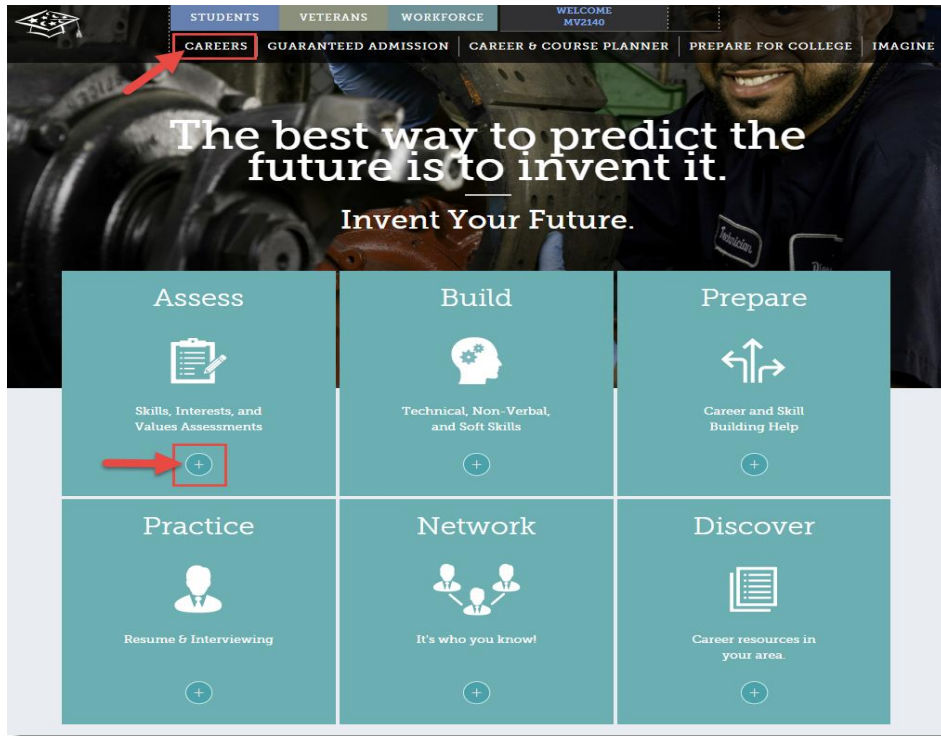 STUDENTS VETERANS WORKFORCE WELCOME
MV2140
CAREERS GUARANTEED ADMISSION CAREER & COURSE PLANNER PREPARE FOR COLLEGE IMAGINE
The best way to predict the
future is to invent it.
Invent Your Future.
Technician
Assess Build Prepare
Skills, Interests, and
Values Assessments
Technical, Non-Verbal,
and Soft Skills
Career and Skill
Building Help
+ + +
Practice Network Discover
Resume & Interviewing
It's who you know!
Career resources in
your area.
+ + +